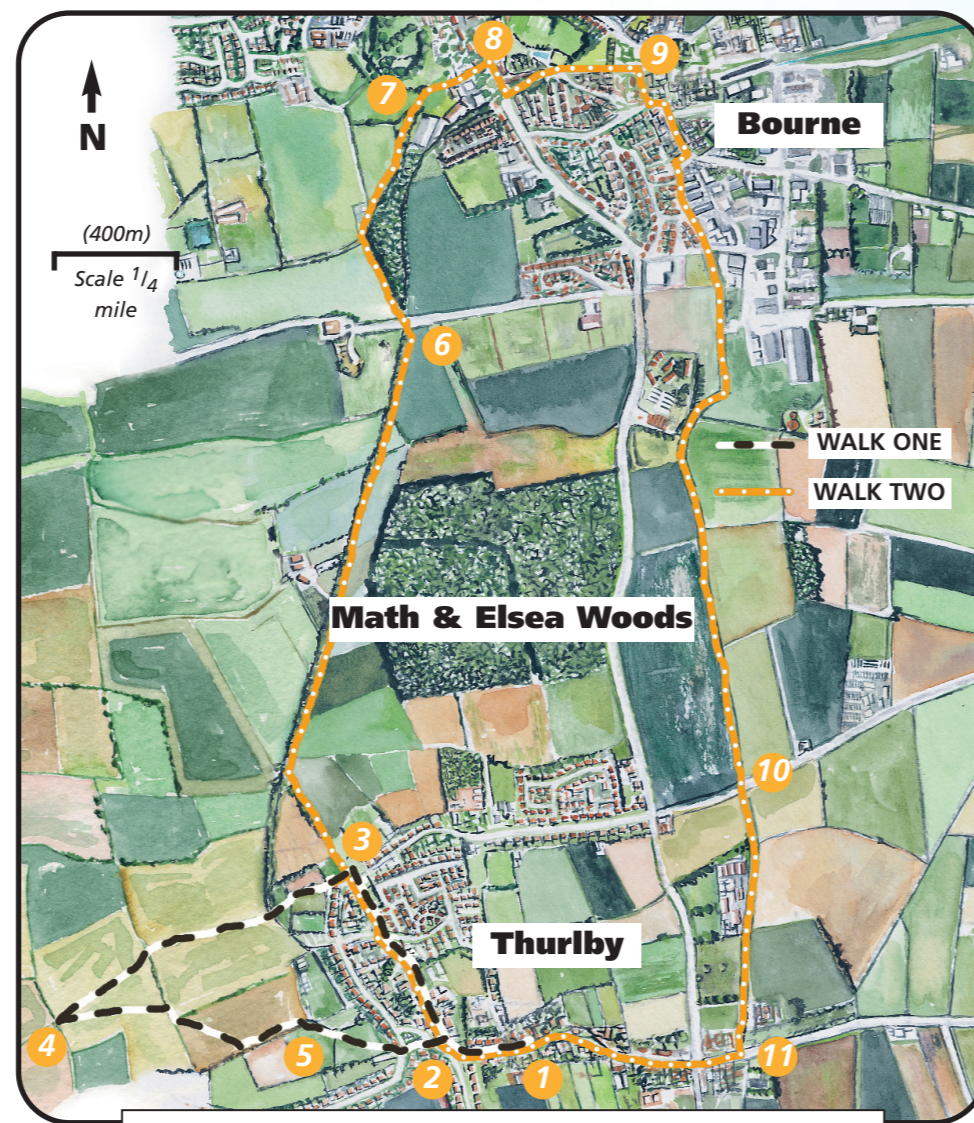 8
9
7
Bourne
N
(400m)
Scale 1/4
mile
6
WALK ONE
WALK TWO
Math & Elsea Woods
10
3
Thurlby
4
5
2
1
11